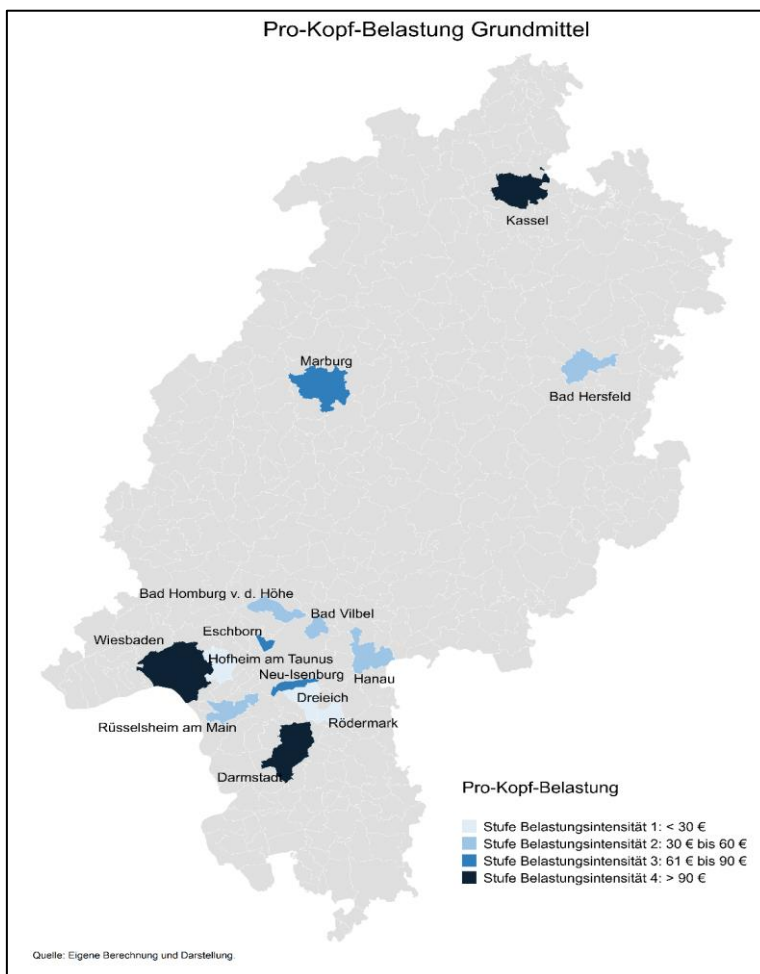 Pro-Kopf-Belastung Grundmittel
Kassel
Marburg
Bad Hersfeld
Bad Homburg v. d. Höhe
Bad Vilbel
Eschborn
Wiesbaden
Hofheim am Taunus
Neu-Isenburg
Hanau
Dreieich
Rüsselsheim am Main
Rödermark
Darmstadt
Pro-Kopf-Belastung
Stufe Belastungsintensität 1: < 30 €
Stufe Belastungsintensität 2: 30 € bis 60 €
Stufe Belastungsintensität 3: 61 € bis 90 €
Stufe Belastungsintensität 4: > 90 €
Quelle: Eigene Berechnung und Darstellung.